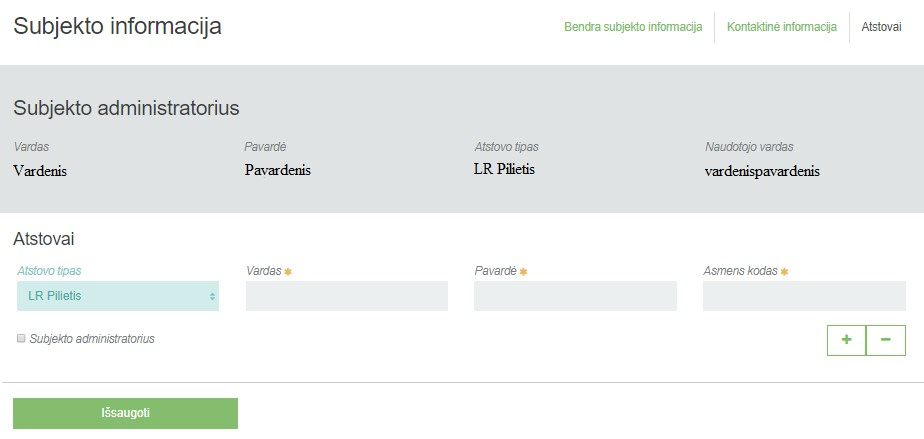 Subjekto informacija
Bendra subjekto informacija Kontaktinė informacija Atstovai
Subjekto administratorius
Vardas Pavardė Atstovo tipas Naudotojo vardas
Vardenis Pavardenis LR Pilietis vardenispavardenis
Atstovai
Atstovo tipas Vardas * Pavardė * Asmens kodas *
LR Pilietis
Subjekto administratorius + −
Išsaugoti